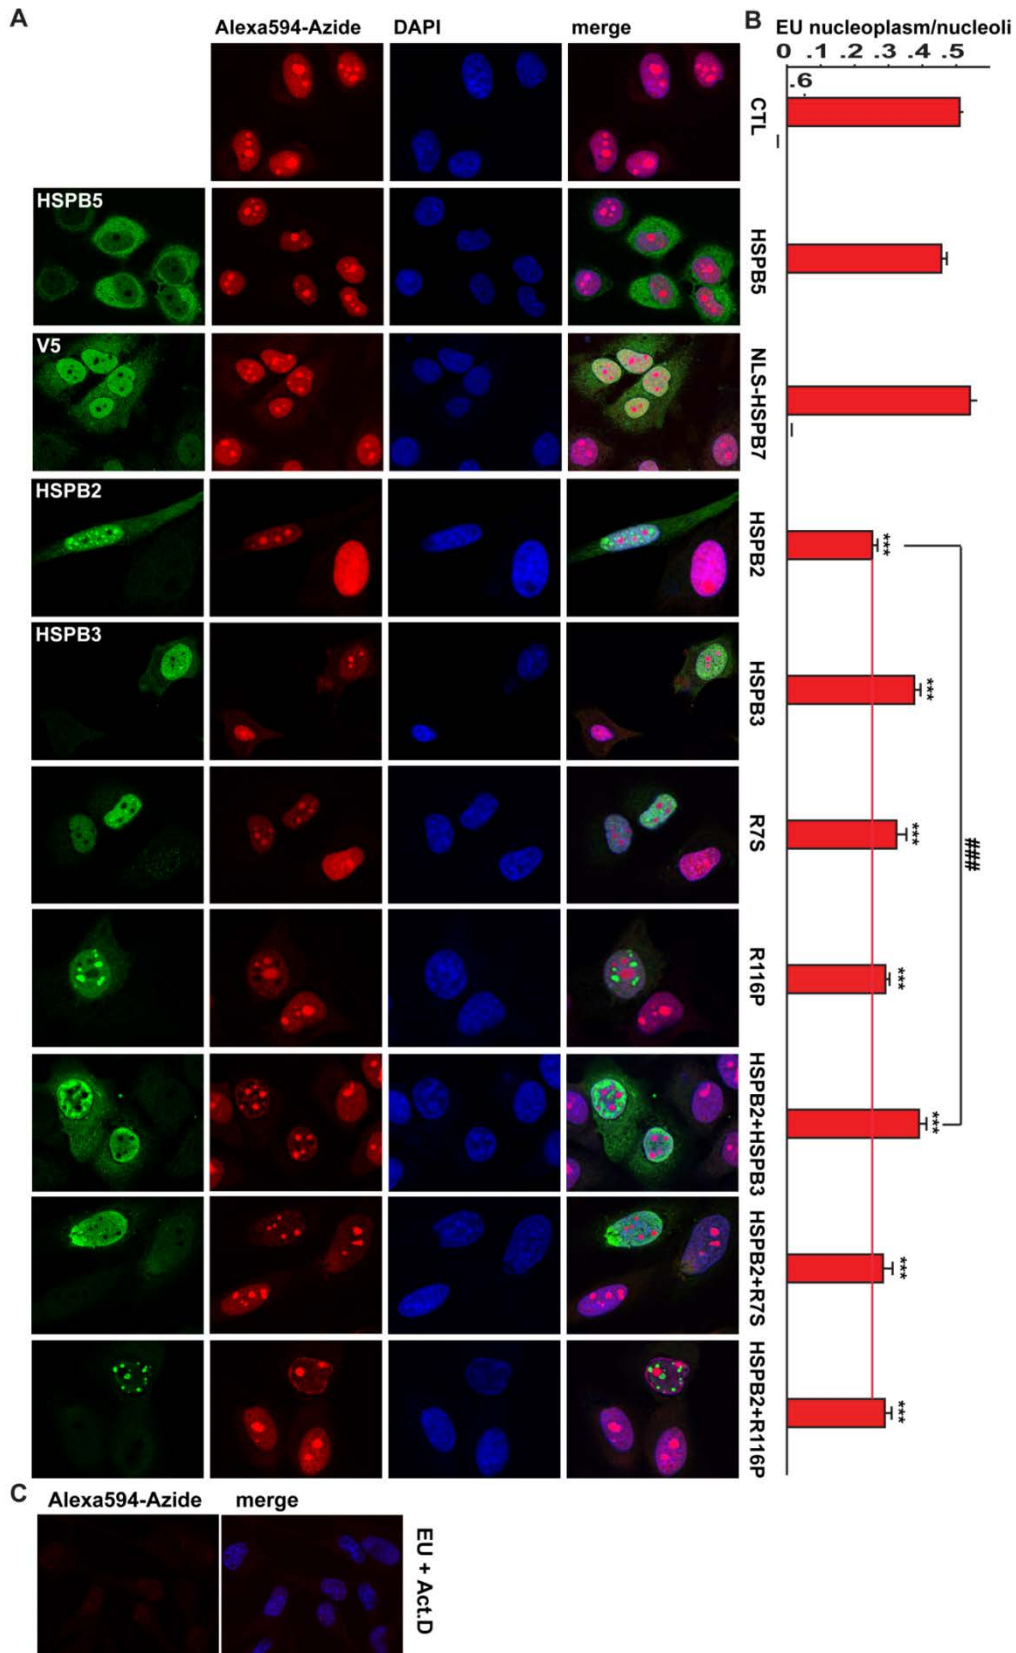 A
B
Alexa594-Azide
DAPI
merge
EU nucleoplasm/nucleoli
0 .1 .2 .3 .4 .5
.6
CTL
HSPB5
HSPB5
V5
NLS-HSPB7
HSPB2
HSPB2
***
HSPB3
HSPB3
***
R7S
***
###
R116P
***
HSPB2+HSPB3
***
HSPB2+R7S
***
HSPB2+R116P
***
C
Alexa594-Azide
merge
EU + Act.D